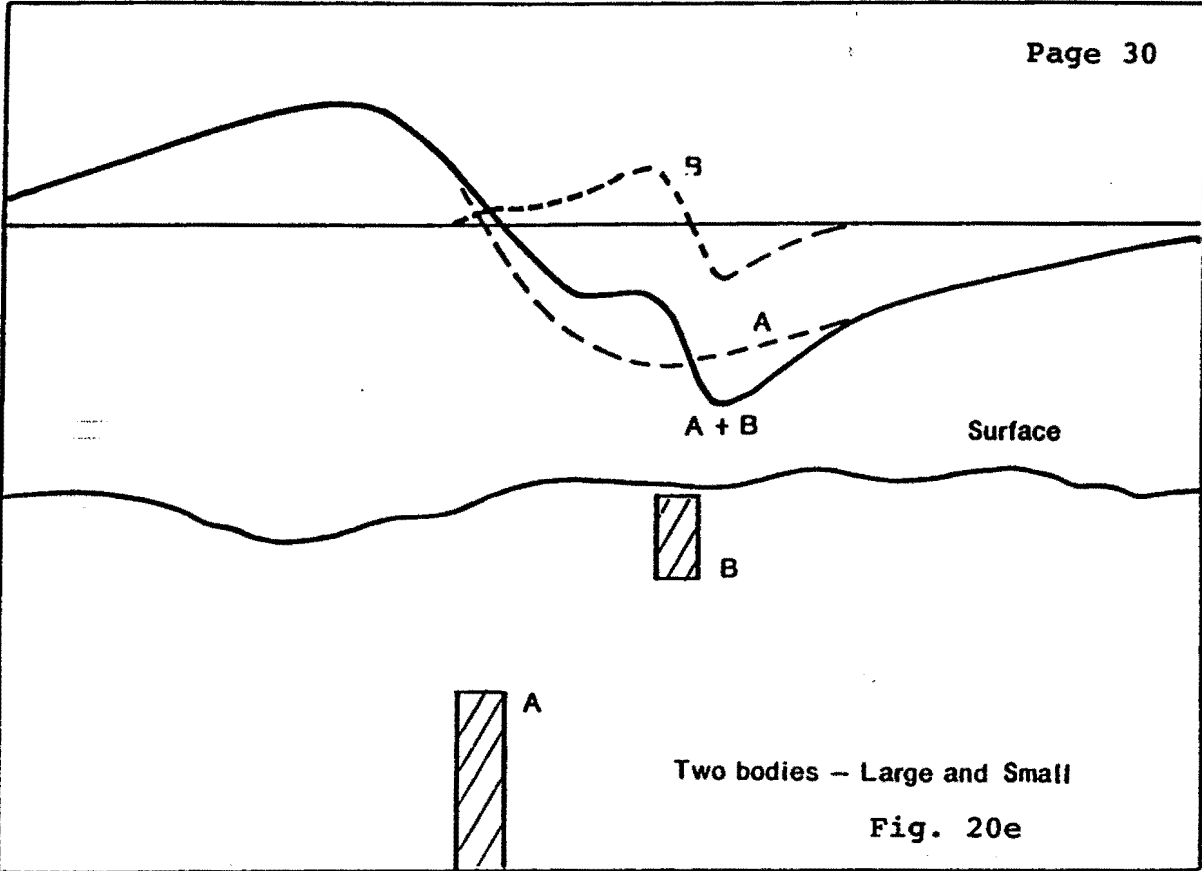 Page 30
B
A
A + B
Surface
B
A
Two bodies – Large and Small
Fig. 20e